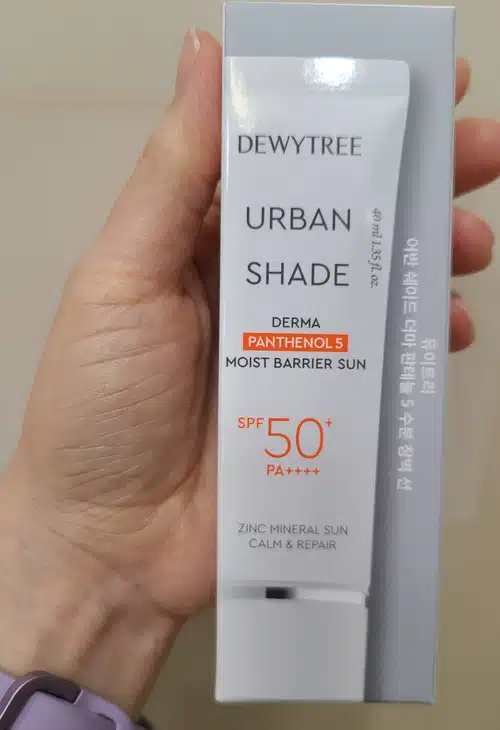 DEWYTREE
URBAN
SHADE
40 ml 1.35 fl. oz.
DERMA
PANTHENOL 5
MOIST BARRIER SUN
SPF 50+
PA++++
ZINC MINERAL SUN
CALM & REPAIR
듀이트리
어반 쉐이드 더마 판테놀 5 수분 장벽 선